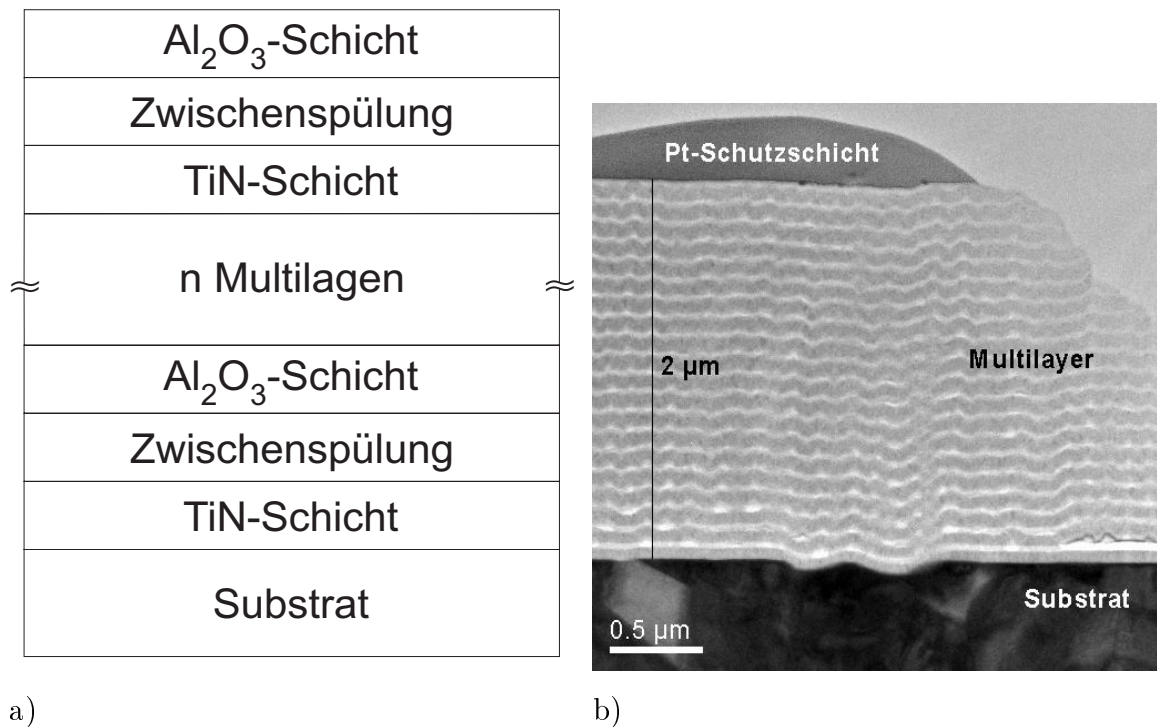 Al₂O₃-Schicht
Zwischenspülung
TiN-Schicht
n Multilagen
≈ ≈
Al₂O₃-Schicht
Zwischenspülung
TiN-Schicht
Substrat
a)
Pt-Schutzschicht
2 µm
Multilayer
Substrat
0.5 µm
b)